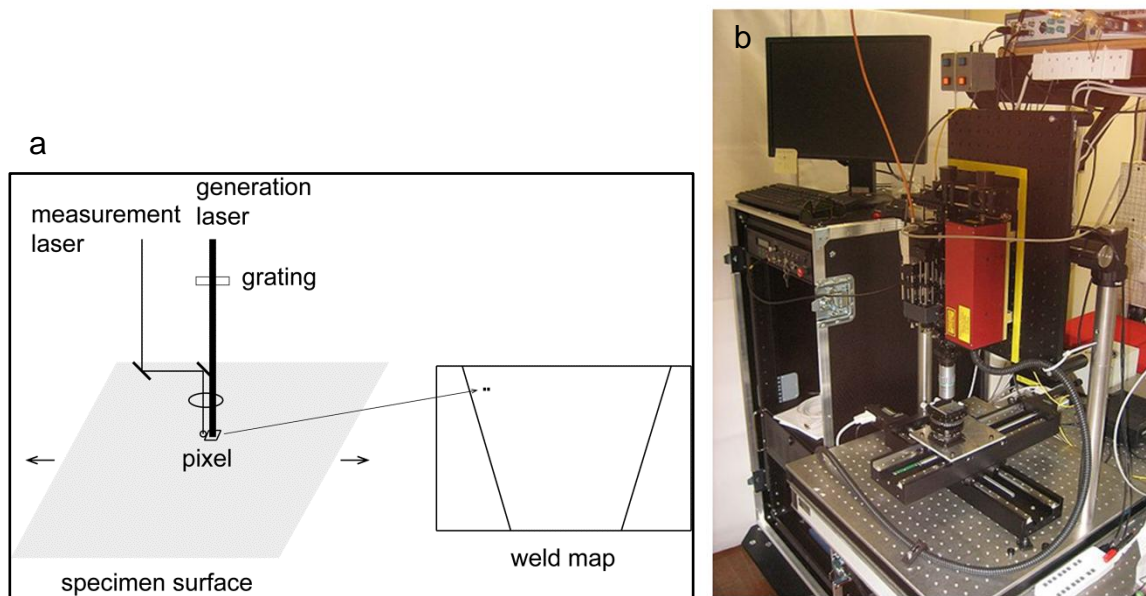 a
generation
laser
measurement
laser
grating
pixel
weld map
specimen surface
b